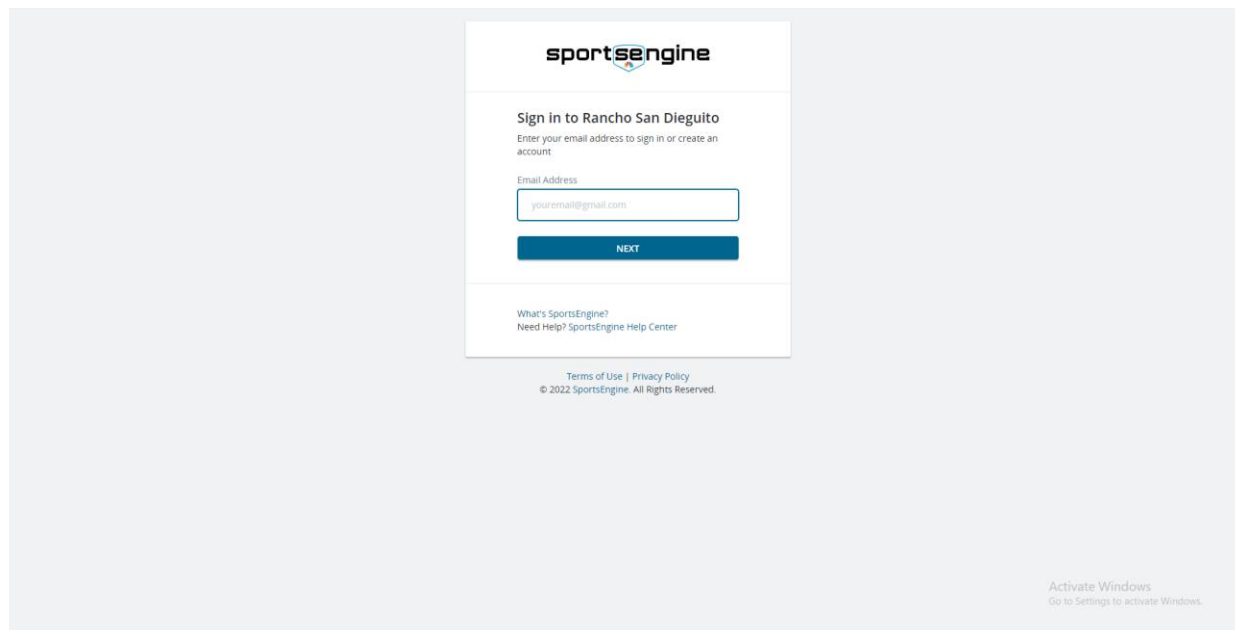 sportsengine
Sign in to Rancho San Dieguito
Enter your email address to sign in or create an
account
Email Address
youremail@gmail.com
NEXT
What's SportsEngine?
Need Help? SportsEngine Help Center
Terms of Use | Privacy Policy
© 2022 SportsEngine. All Rights Reserved.
Activate Windows
Go to Settings to activate Windows.